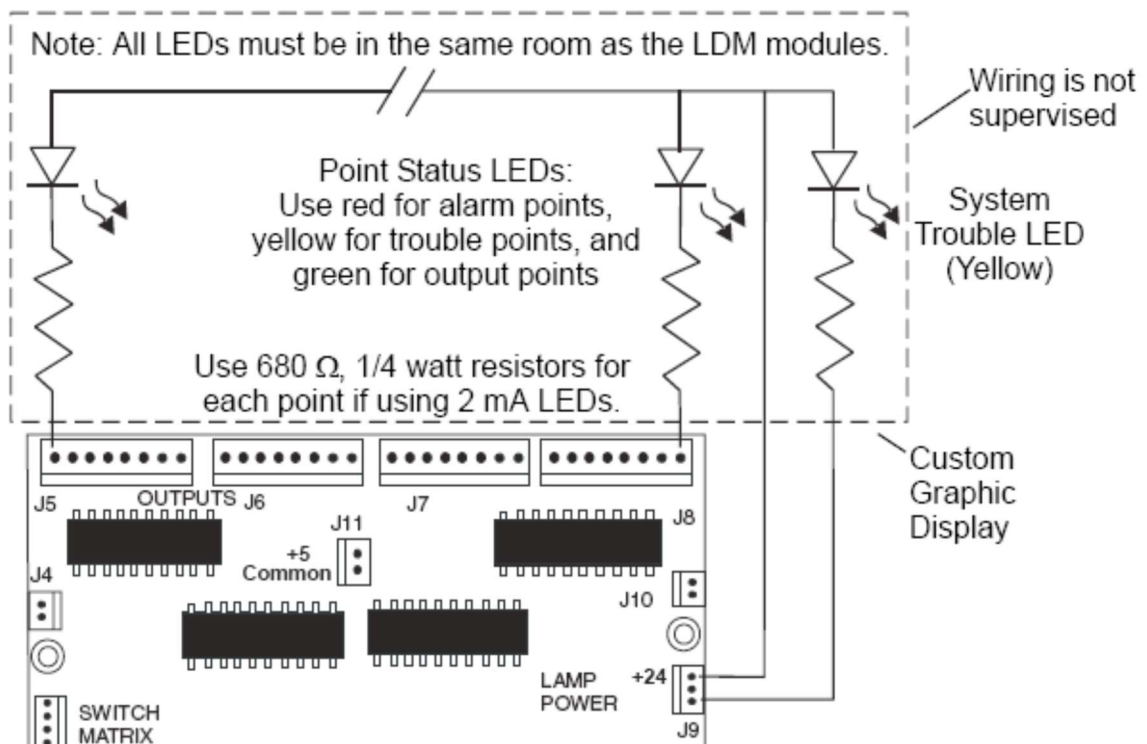 Note: All LEDs must be in the same room as the LDM modules.
Wiring is not
supervised
Point Status LEDs:
Use red for alarm points,
yellow for trouble points, and
green for output points
System
Trouble LED
(Yellow)
Use 680 Ω, 1/4 watt resistors for
each point if using 2 mA LEDs.
Custom
Graphic
Display
J5
OUTPUTS
J6
J7
J8
J11
+5
Common
J4
J10
LAMP
POWER
+24
J9
SWITCH
MATRIX